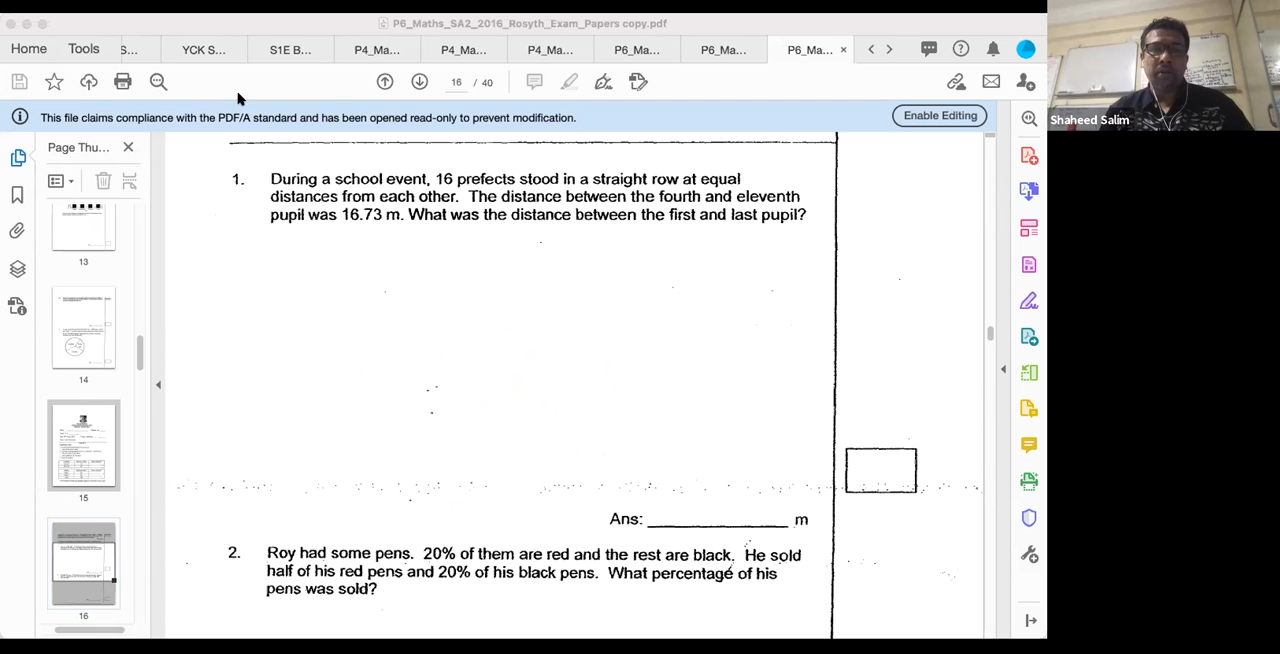 P6_Maths_SA2_2016_Rosyth_Exam_Papers copy.pdf
Home Tools S... YCK S... S1E B... P4_Ma... P4_Ma... P4_Ma... P6_Ma... P6_Ma... P6_Ma... ×
16 / 40
This file claims compliance with the PDF/A standard and has been opened read-only to prevent modification.
Enable Editing
Shaheed Salim
Page Thu... ×
13
14
15
16
1. During a school event, 16 prefects stood in a straight row at equal
distances from each other. The distance between the fourth and eleventh
pupil was 16.73 m. What was the distance between the first and last pupil?
Ans: ____________ m
2. Roy had some pens. 20% of them are red and the rest are black. He sold
half of his red pens and 20% of his black pens. What percentage of his
pens was sold?